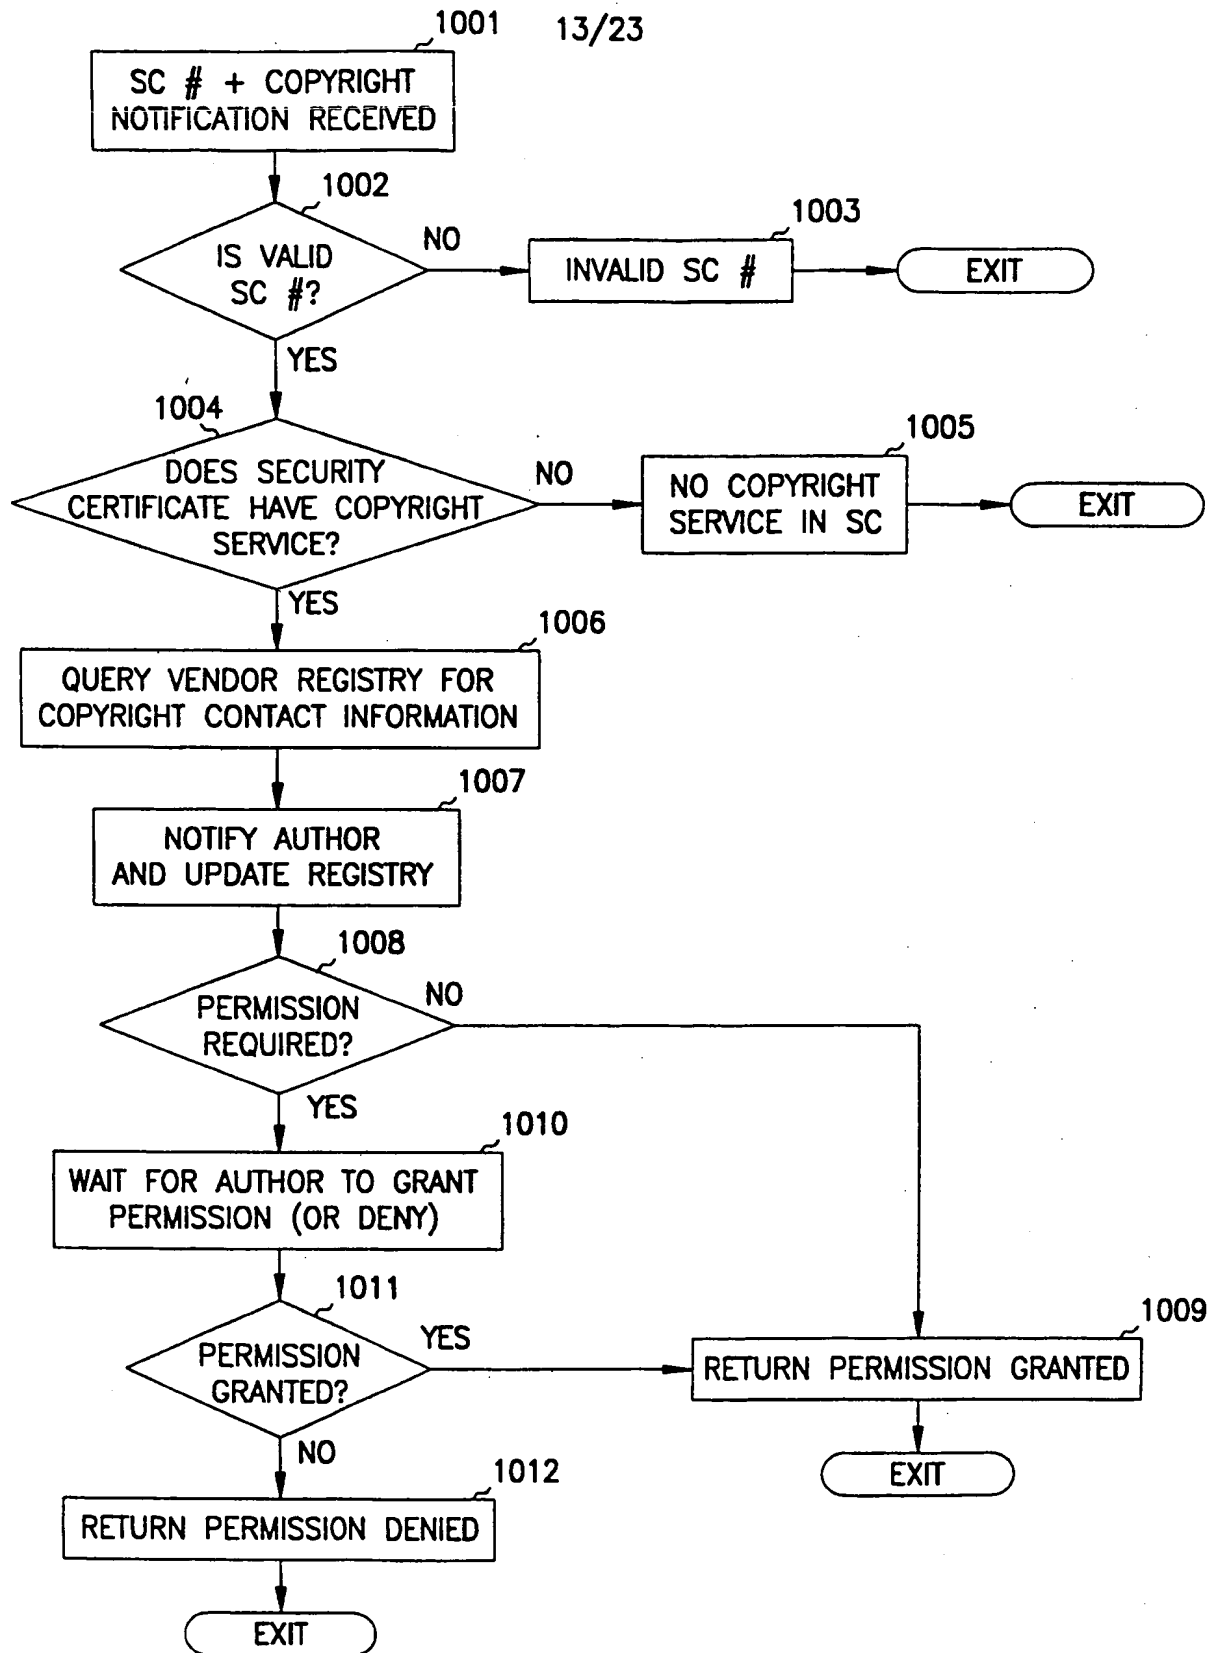 1001
13/23
SC # + COPYRIGHT
NOTIFICATION RECEIVED
1002
IS VALID
SC #?
NO
1003
INVALID SC #
EXIT
YES
1004
DOES SECURITY
CERTIFICATE HAVE COPYRIGHT
SERVICE?
NO
1005
NO COPYRIGHT
SERVICE IN SC
EXIT
YES
1006
QUERY VENDOR REGISTRY FOR
COPYRIGHT CONTACT INFORMATION
1007
NOTIFY AUTHOR
AND UPDATE REGISTRY
1008
PERMISSION
REQUIRED?
NO
YES
1010
WAIT FOR AUTHOR TO GRANT
PERMISSION (OR DENY)
1011
PERMISSION
GRANTED?
YES
1009
RETURN PERMISSION GRANTED
EXIT
NO
1012
RETURN PERMISSION DENIED
EXIT